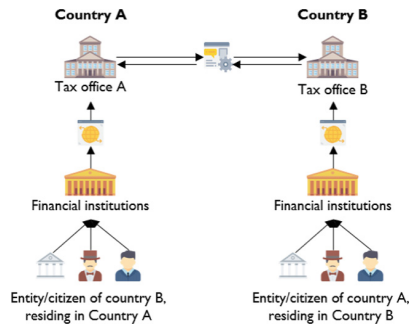 Country A
Country B
Tax office A
Tax office B
Financial institutions
Financial institutions
Entity/citizen of country B,
residing in Country A
Entity/citizen of country A,
residing in Country B